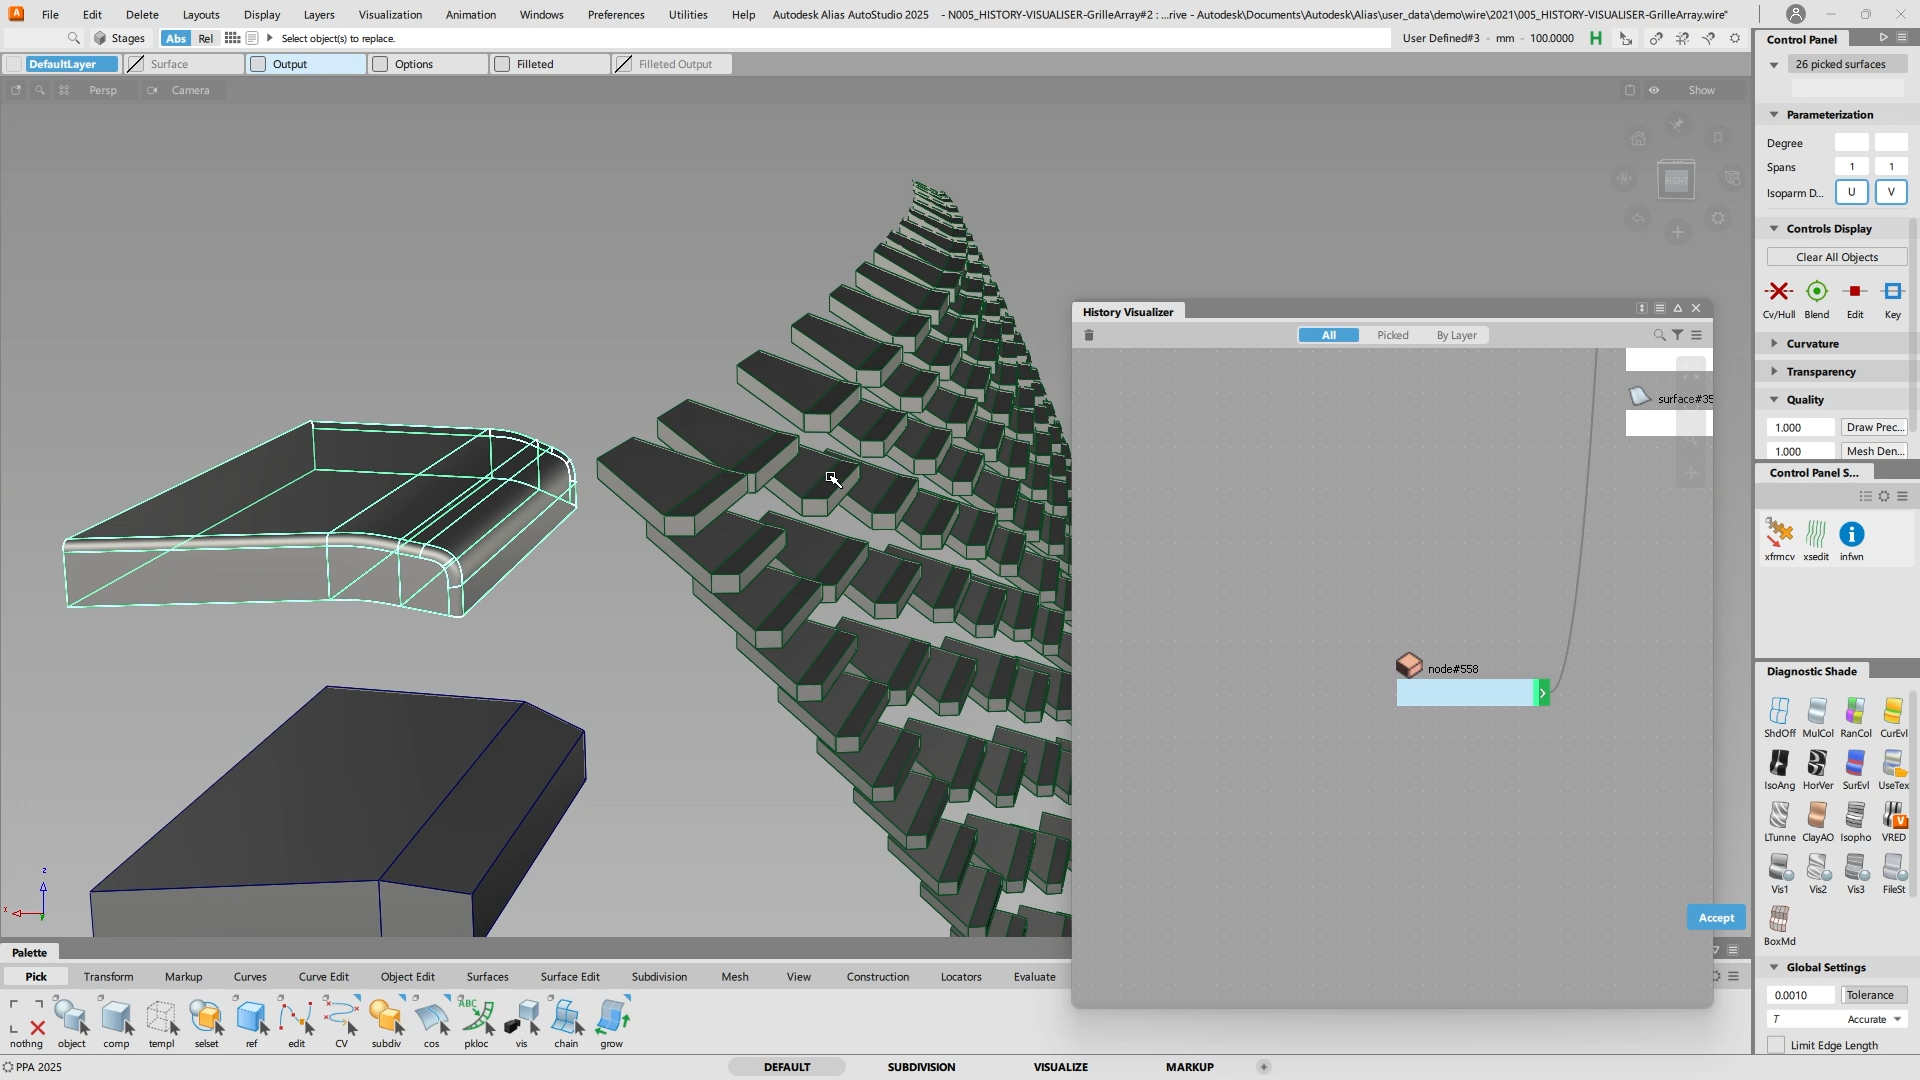 File Edit Delete Layouts Display Layers Visualization Animation Windows Preferences Utilities Help Autodesk Alias AutoStudio 2025 - N005_HISTORY-VISUALISER-GrilleArray#2 : ...rive - Autodesk\Documents\Autodesk\Alias\user_data\demo\wire\2021\005_HISTORY-VISUALISER-GrilleArray.wire*
Stages Abs Rel Select object(s) to replace. User Defined#3 - mm - 100.0000 H
DefaultLayer Surface Output Options Filleted Filleted Output
Persp Camera Show
RIGHT
History Visualizer
All Picked By Layer
surface#35
node#558
Accept
z
x
Control Panel
26 picked surfaces
Parameterization
Degree
Spans 1 1
Isoparm D... U V
Controls Display
Clear All Objects
Cv/Hull Blend Edit Key
Curvature
Transparency
Quality
1.000 Draw Prec...
1.000 Mesh Den...
Control Panel S...
xfrmcv xsedit infwn
Diagnostic Shade
ShdOff MulCol RanCol CurEvl
IsoAng HorVer SurEvl UseTex
LTunne ClayAO Isopho VRED
Vis1 Vis2 Vis3 FileSt
BoxMd
Global Settings
0.0010 Tolerance
T Accurate
Limit Edge Length
Palette
Pick Transform Markup Curves Curve Edit Object Edit Surfaces Surface Edit Subdivision Mesh View Construction Locators Evaluate
ABC
nothng object comp templ selset ref edit CV subdiv cos pkloc vis chain grow
PPA 2025 DEFAULT SUBDIVISION VISUALIZE MARKUP